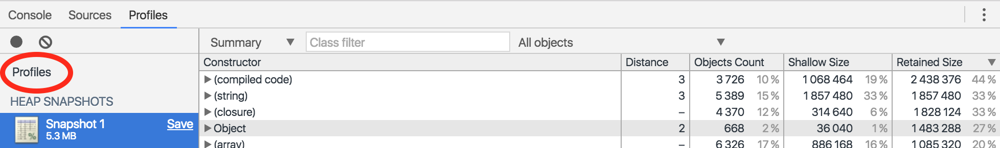 Console Sources Profiles
Summary Class filter All objects
Profiles
HEAP SNAPSHOTS
Snapshot 1 Save
5.3 MB
Constructor Distance Objects Count Shallow Size Retained Size
(compiled code) 3 3 726 10 % 1 068 464 19 % 2 438 376 44 %
(string) 3 5 389 15 % 1 857 480 33 % 1 857 480 33 %
(closure) – 4 370 12 % 314 640 6 % 1 828 124 33 %
Object 2 668 2 % 36 040 1 % 1 483 288 27 %
(array) – 6 326 17 % 886 168 16 % 1 085 320 20 %